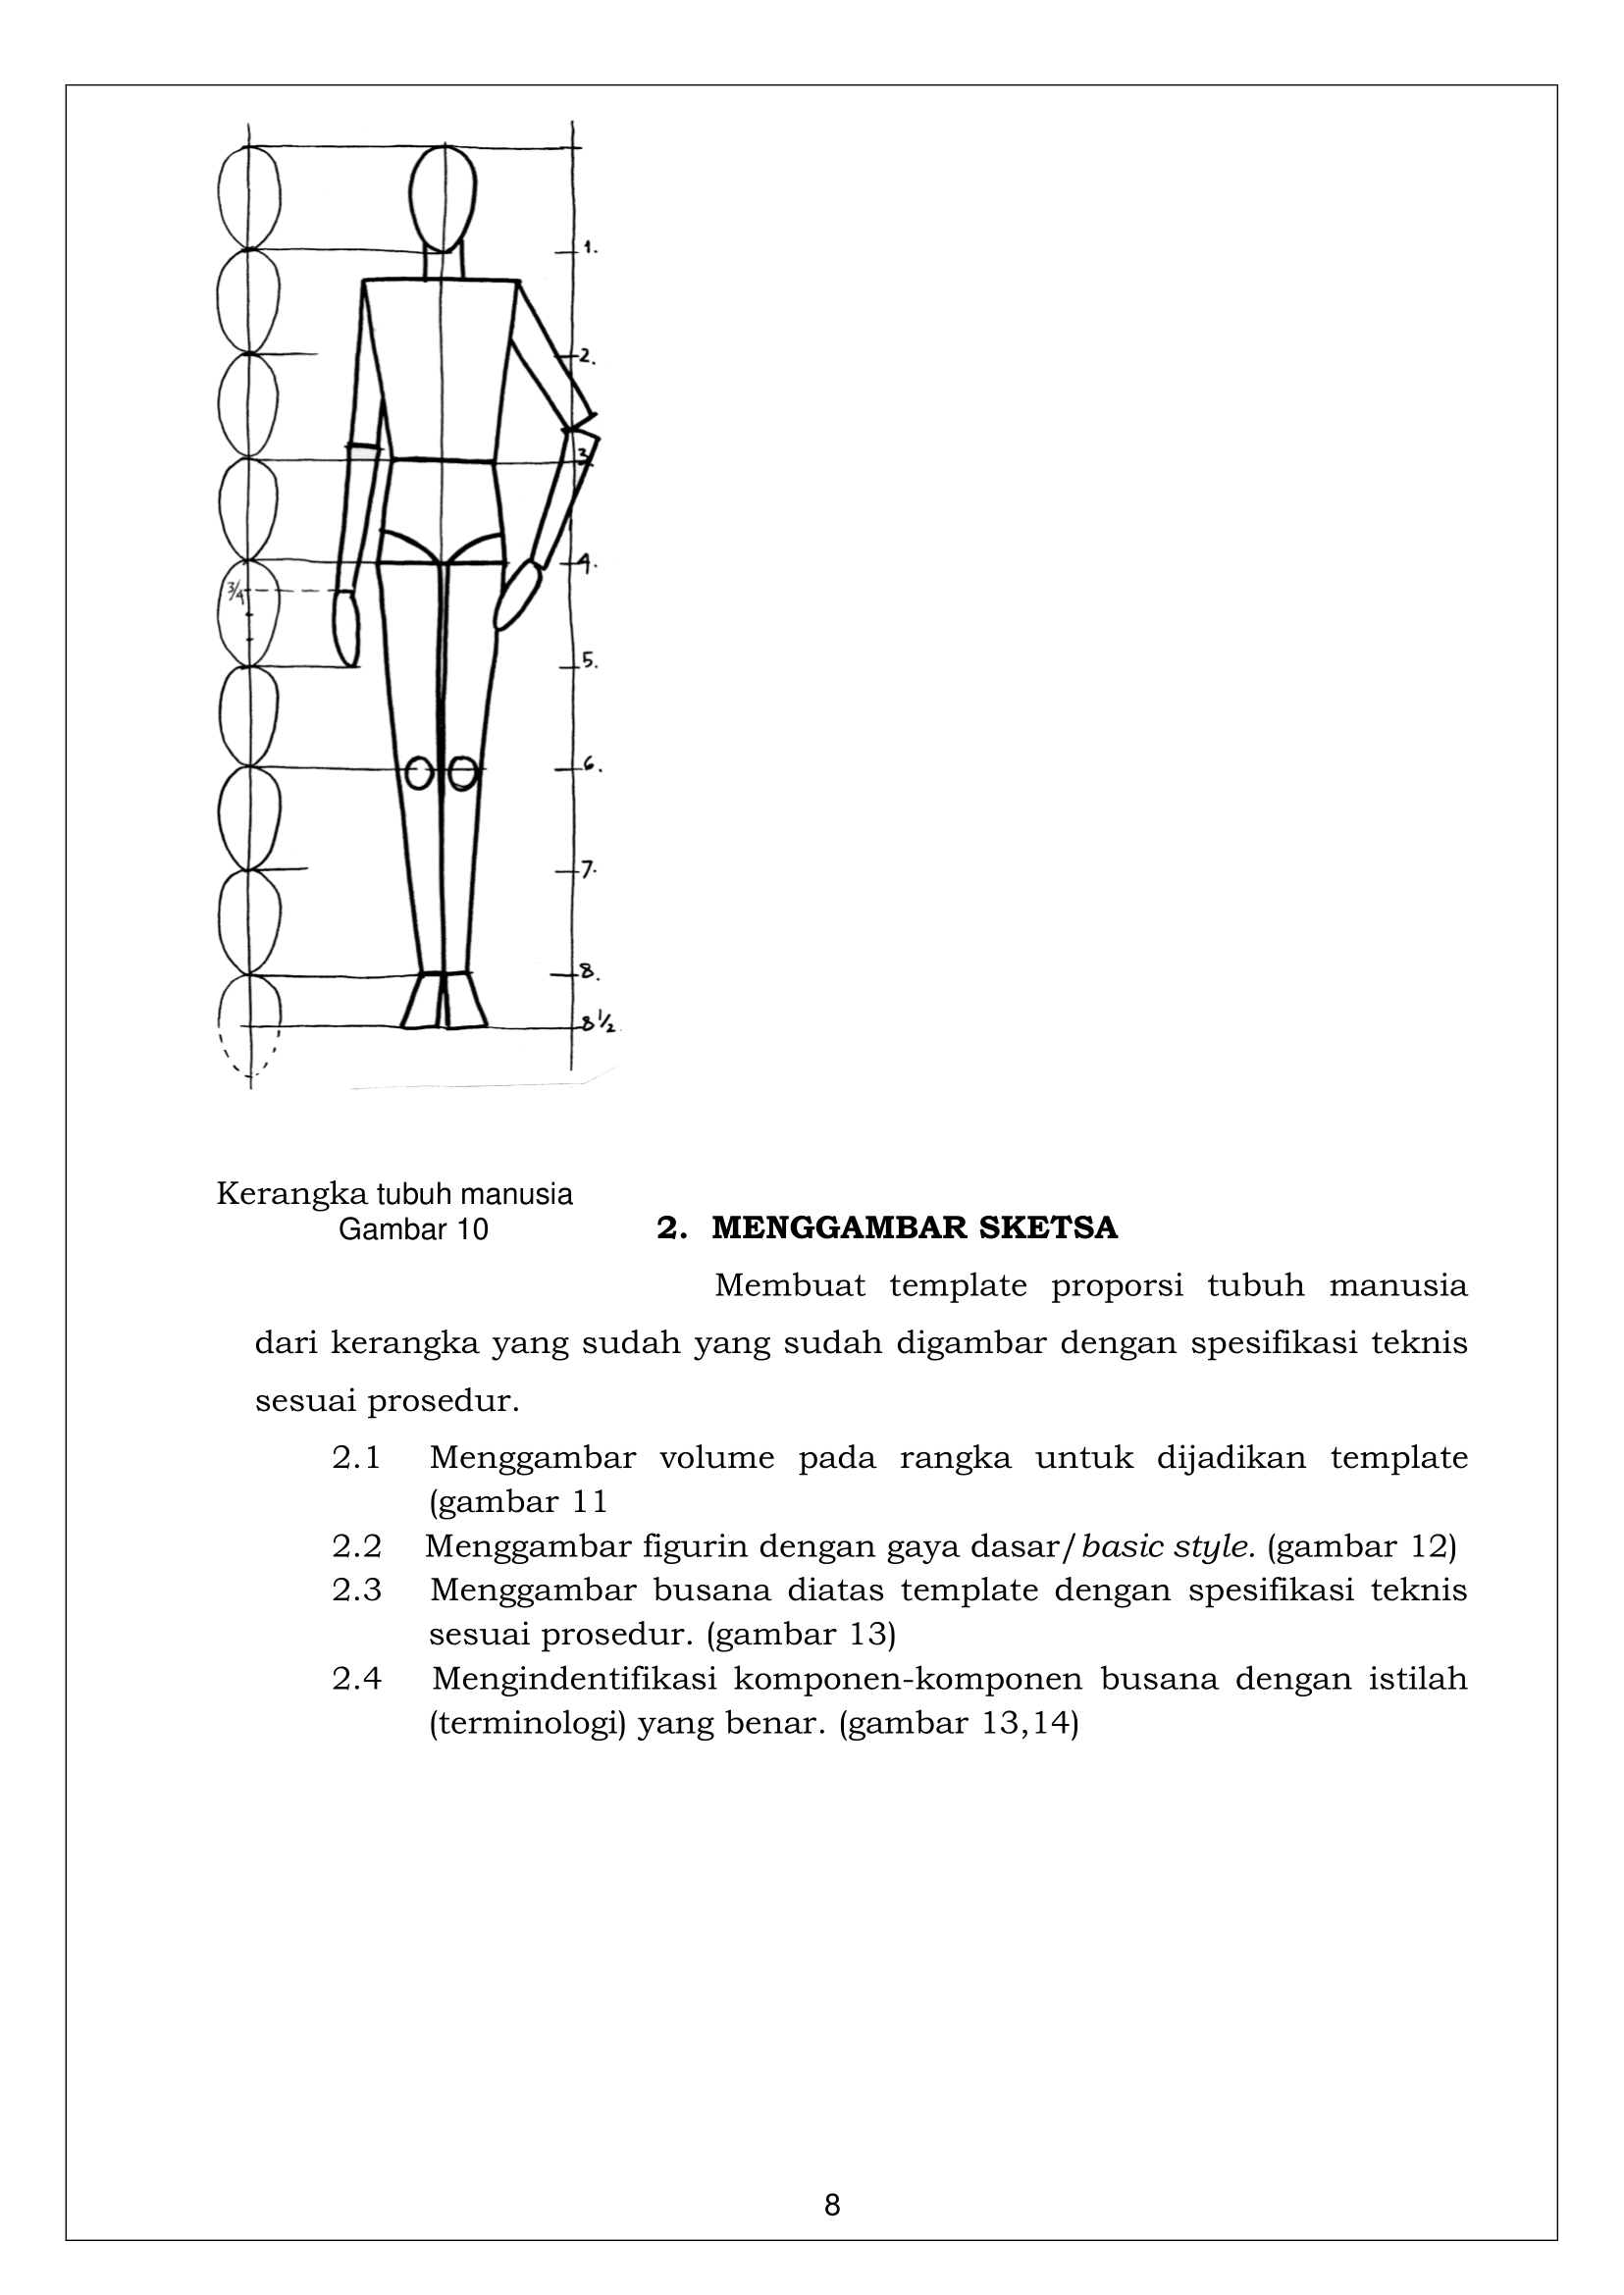 1.
2.
3
4.
3/4
5.
6.
7.
8.
8 1/2
Kerangka tubuh manusia
Gambar 10
2. MENGGAMBAR SKETSA
Membuat template proporsi tubuh manusia
dari kerangka yang sudah yang sudah digambar dengan spesifikasi teknis
sesuai prosedur.
2.1 Menggambar volume pada rangka untuk dijadikan template
(gambar 11
2.2 Menggambar figurin dengan gaya dasar/basic style. (gambar 12)
2.3 Menggambar busana diatas template dengan spesifikasi teknis
sesuai prosedur. (gambar 13)
2.4 Mengindentifikasi komponen-komponen busana dengan istilah
(terminologi) yang benar. (gambar 13,14)
8